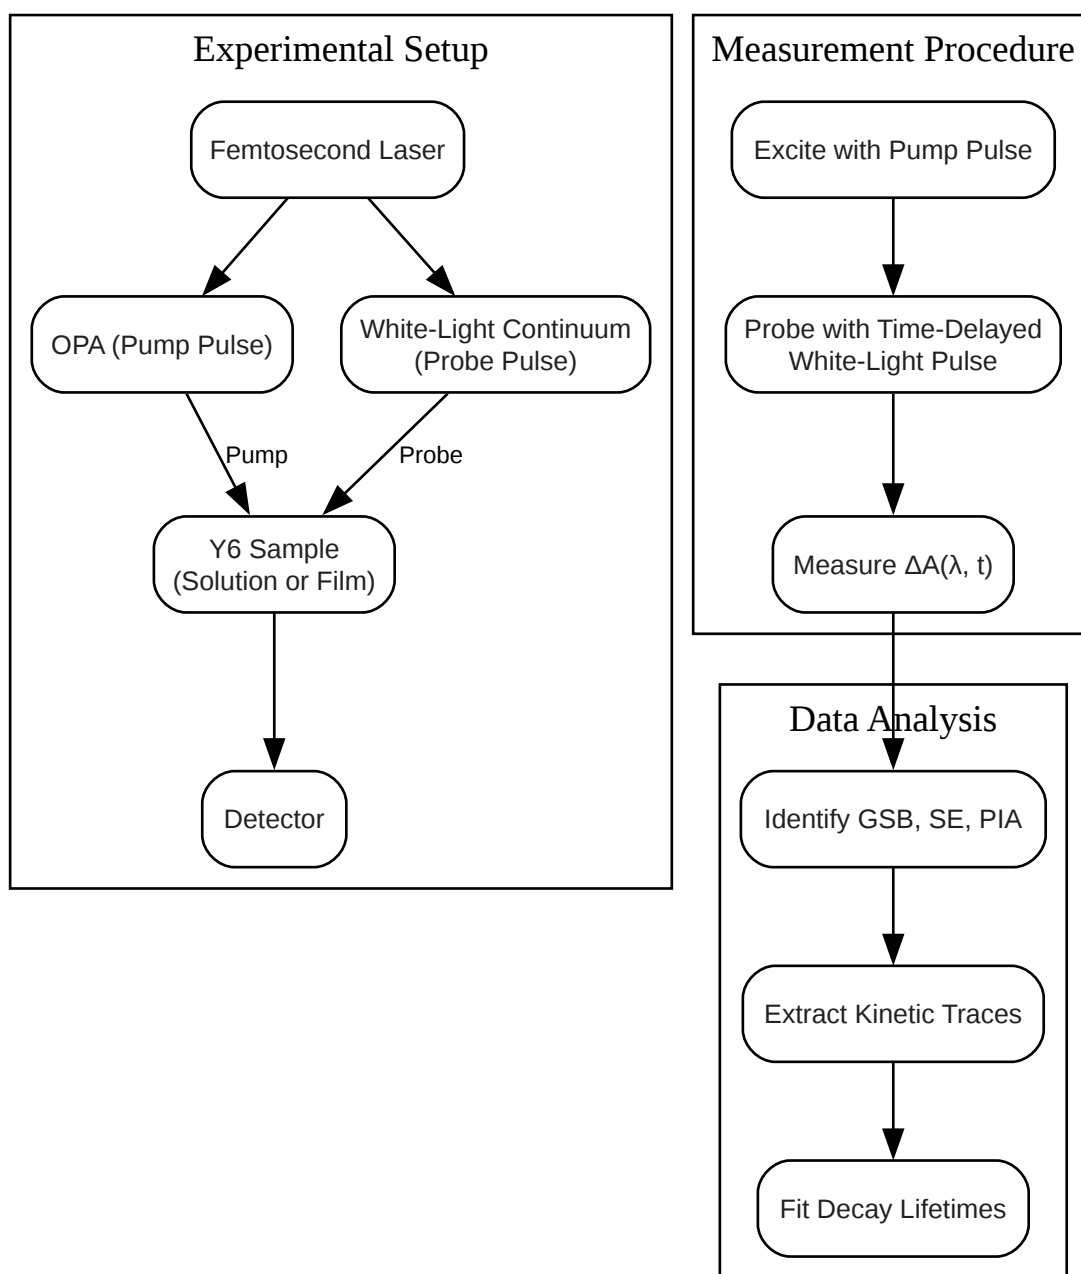 Experimental Setup
Femtosecond Laser
OPA (Pump Pulse)
White-Light Continuum
(Probe Pulse)
Pump
Probe
Y6 Sample
(Solution or Film)
Detector
Measurement Procedure
Excite with Pump Pulse
Probe with Time-Delayed
White-Light Pulse
Measure ΔA(λ, t)
Data Analysis
Identify GSB, SE, PIA
Extract Kinetic Traces
Fit Decay Lifetimes